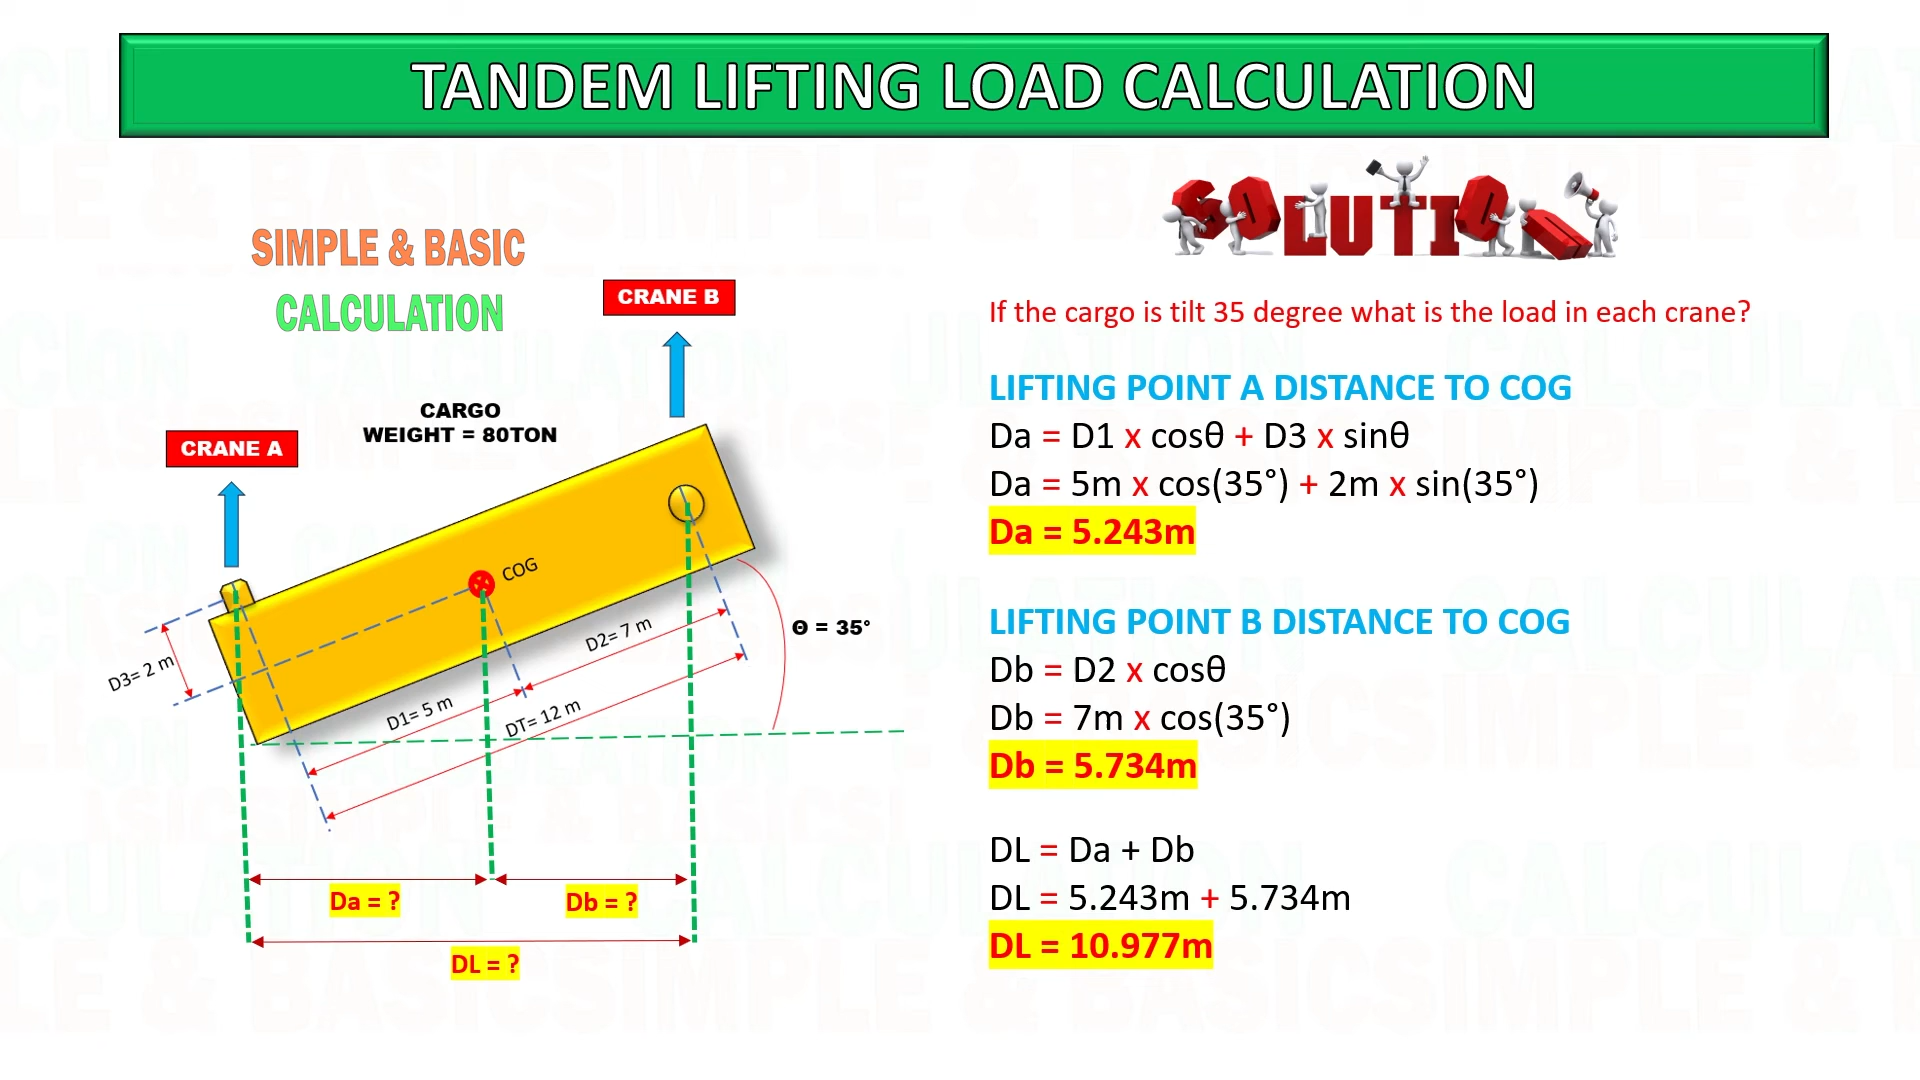 TANDEM LIFTING LOAD CALCULATION
SIMPLE & BASIC
CALCULATION
CRANE B
CRANE A
CARGO
WEIGHT = 80TON
COG
D3= 2 m
D2= 7 m
D1= 5 m
DT= 12 m
Θ = 35°
Da = ?
Db = ?
DL = ?
SOLUTION
If the cargo is tilt 35 degree what is the load in each crane?
LIFTING POINT A DISTANCE TO COG
Da = D1 x cosθ + D3 x sinθ
Da = 5m x cos(35°) + 2m x sin(35°)
Da = 5.243m
LIFTING POINT B DISTANCE TO COG
Db = D2 x cosθ
Db = 7m x cos(35°)
Db = 5.734m
DL = Da + Db
DL = 5.243m + 5.734m
DL = 10.977m